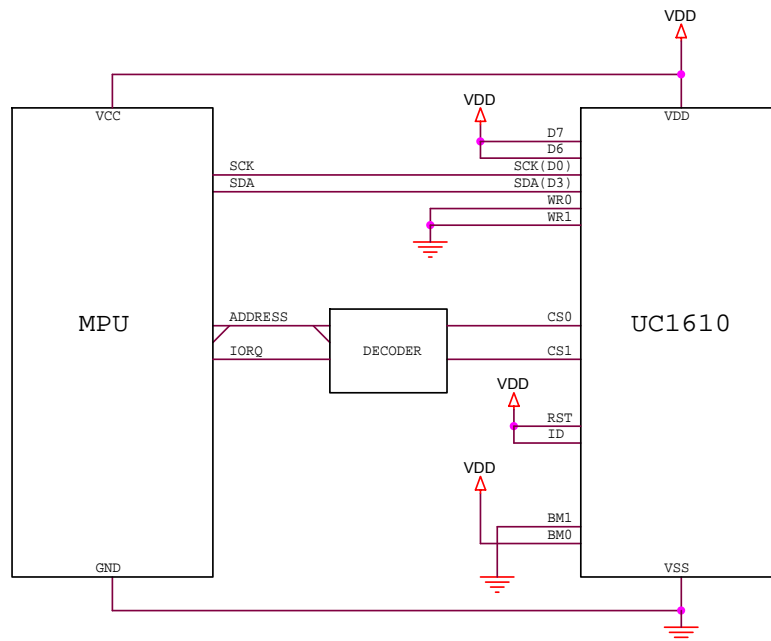 VDD
VDD
VCC
VDD
D7
D6
SCK
SCK(D0)
SDA
SDA(D3)
WR0
WR1
MPU
ADDRESS
CS0
UC1610
IORQ
DECODER
CS1
VDD
RST
ID
VDD
BM1
BM0
GND
VSS